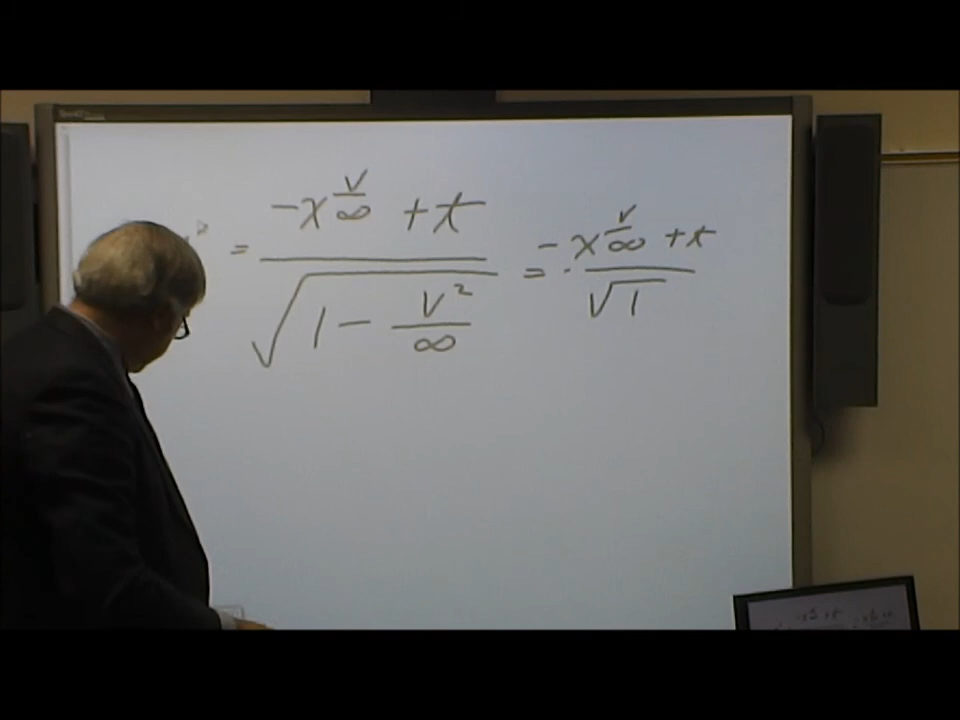 = -x v/∞ + t / √(1 - v²/∞) = -x v/∞ + t / √1